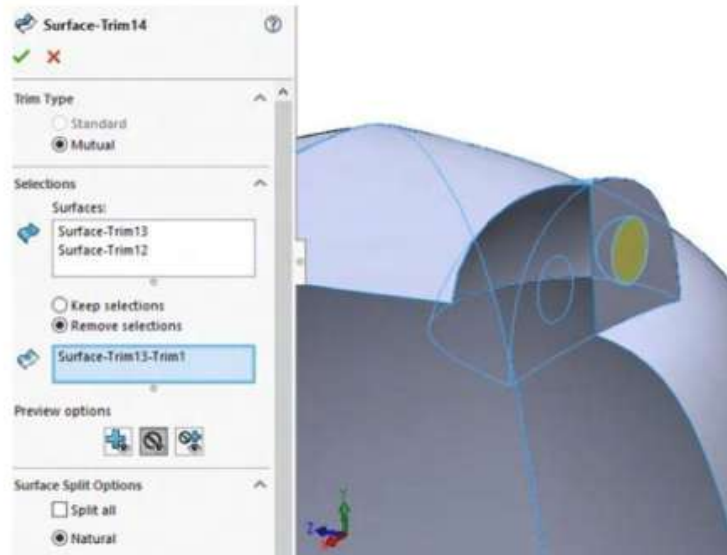 Surface-Trim14
Trim Type
Standard
Mutual
Selections
Surfaces:
Surface-Trim13
Surface-Trim12
Keep selections
Remove selections
Surface-Trim13-Trim1
Preview options
Surface Split Options
Split all
Natural
Y
Z